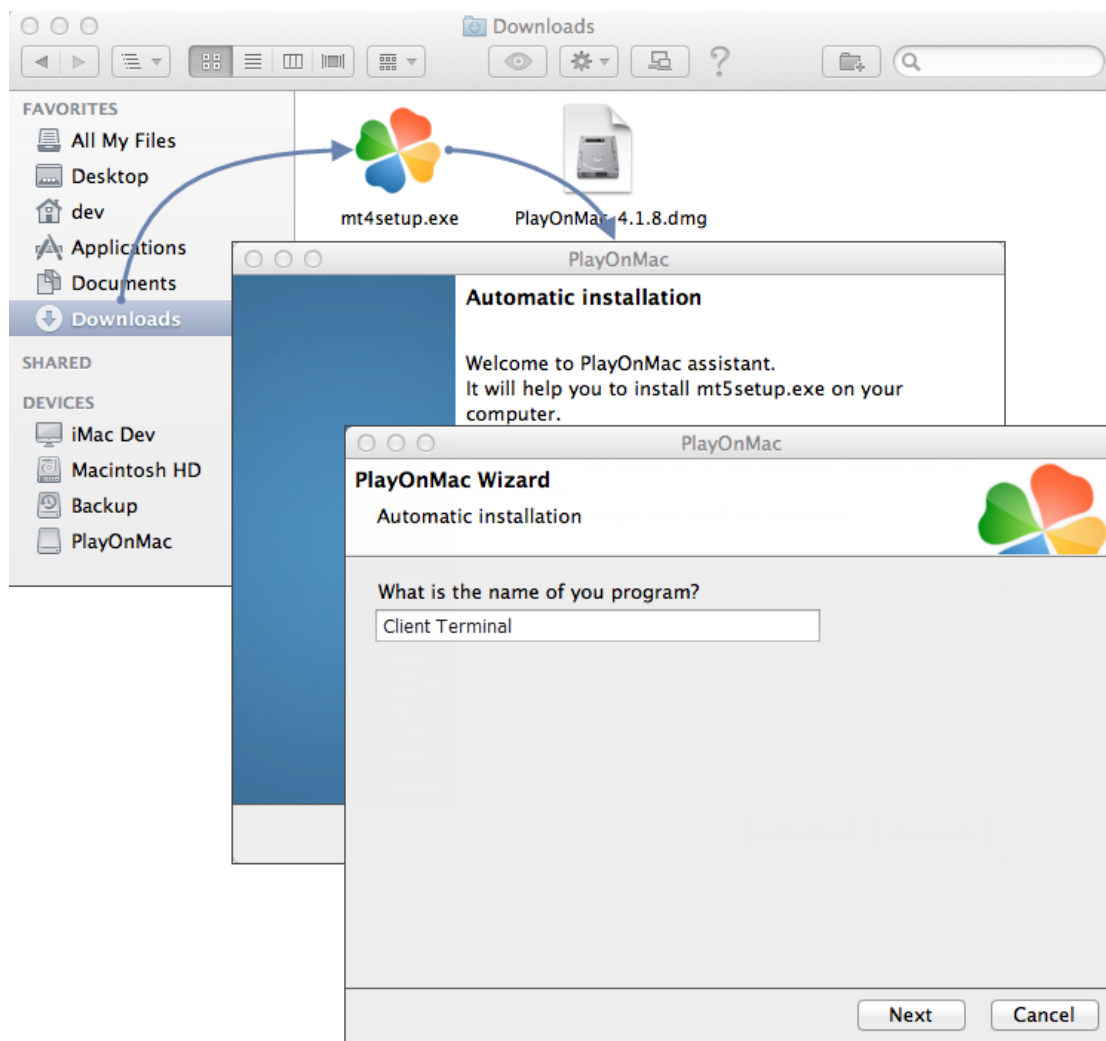 Downloads
FAVORITES
All My Files
Desktop
dev
Applications
Documents
Downloads
SHARED
DEVICES
iMac Dev
Macintosh HD
Backup
PlayOnMac
mt4setup.exe
PlayOnMac_4.1.8.dmg
PlayOnMac
Automatic installation
Welcome to PlayOnMac assistant.
It will help you to install mt5setup.exe on your
computer.
PlayOnMac
PlayOnMac Wizard
Automatic installation
What is the name of you program?
Client Terminal
Next
Cancel